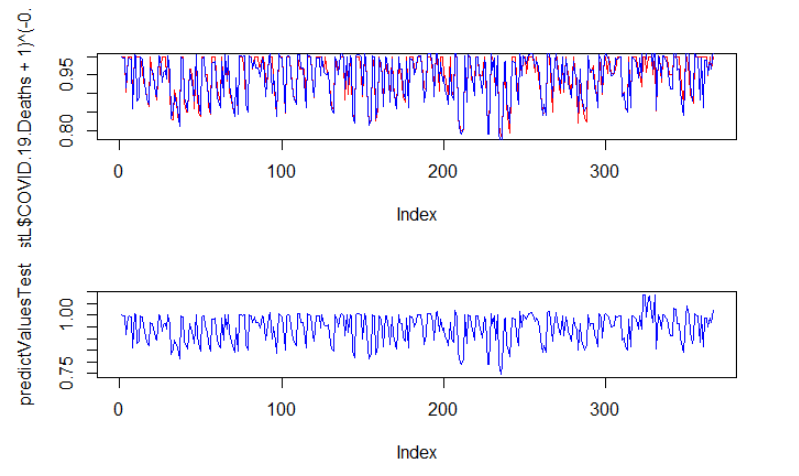 stL$COVID.19.Deaths + 1)^(-0.
0.95
0.80
0 100 200 300
Index
predictValuesTest
1.00
0.75
0 100 200 300
Index